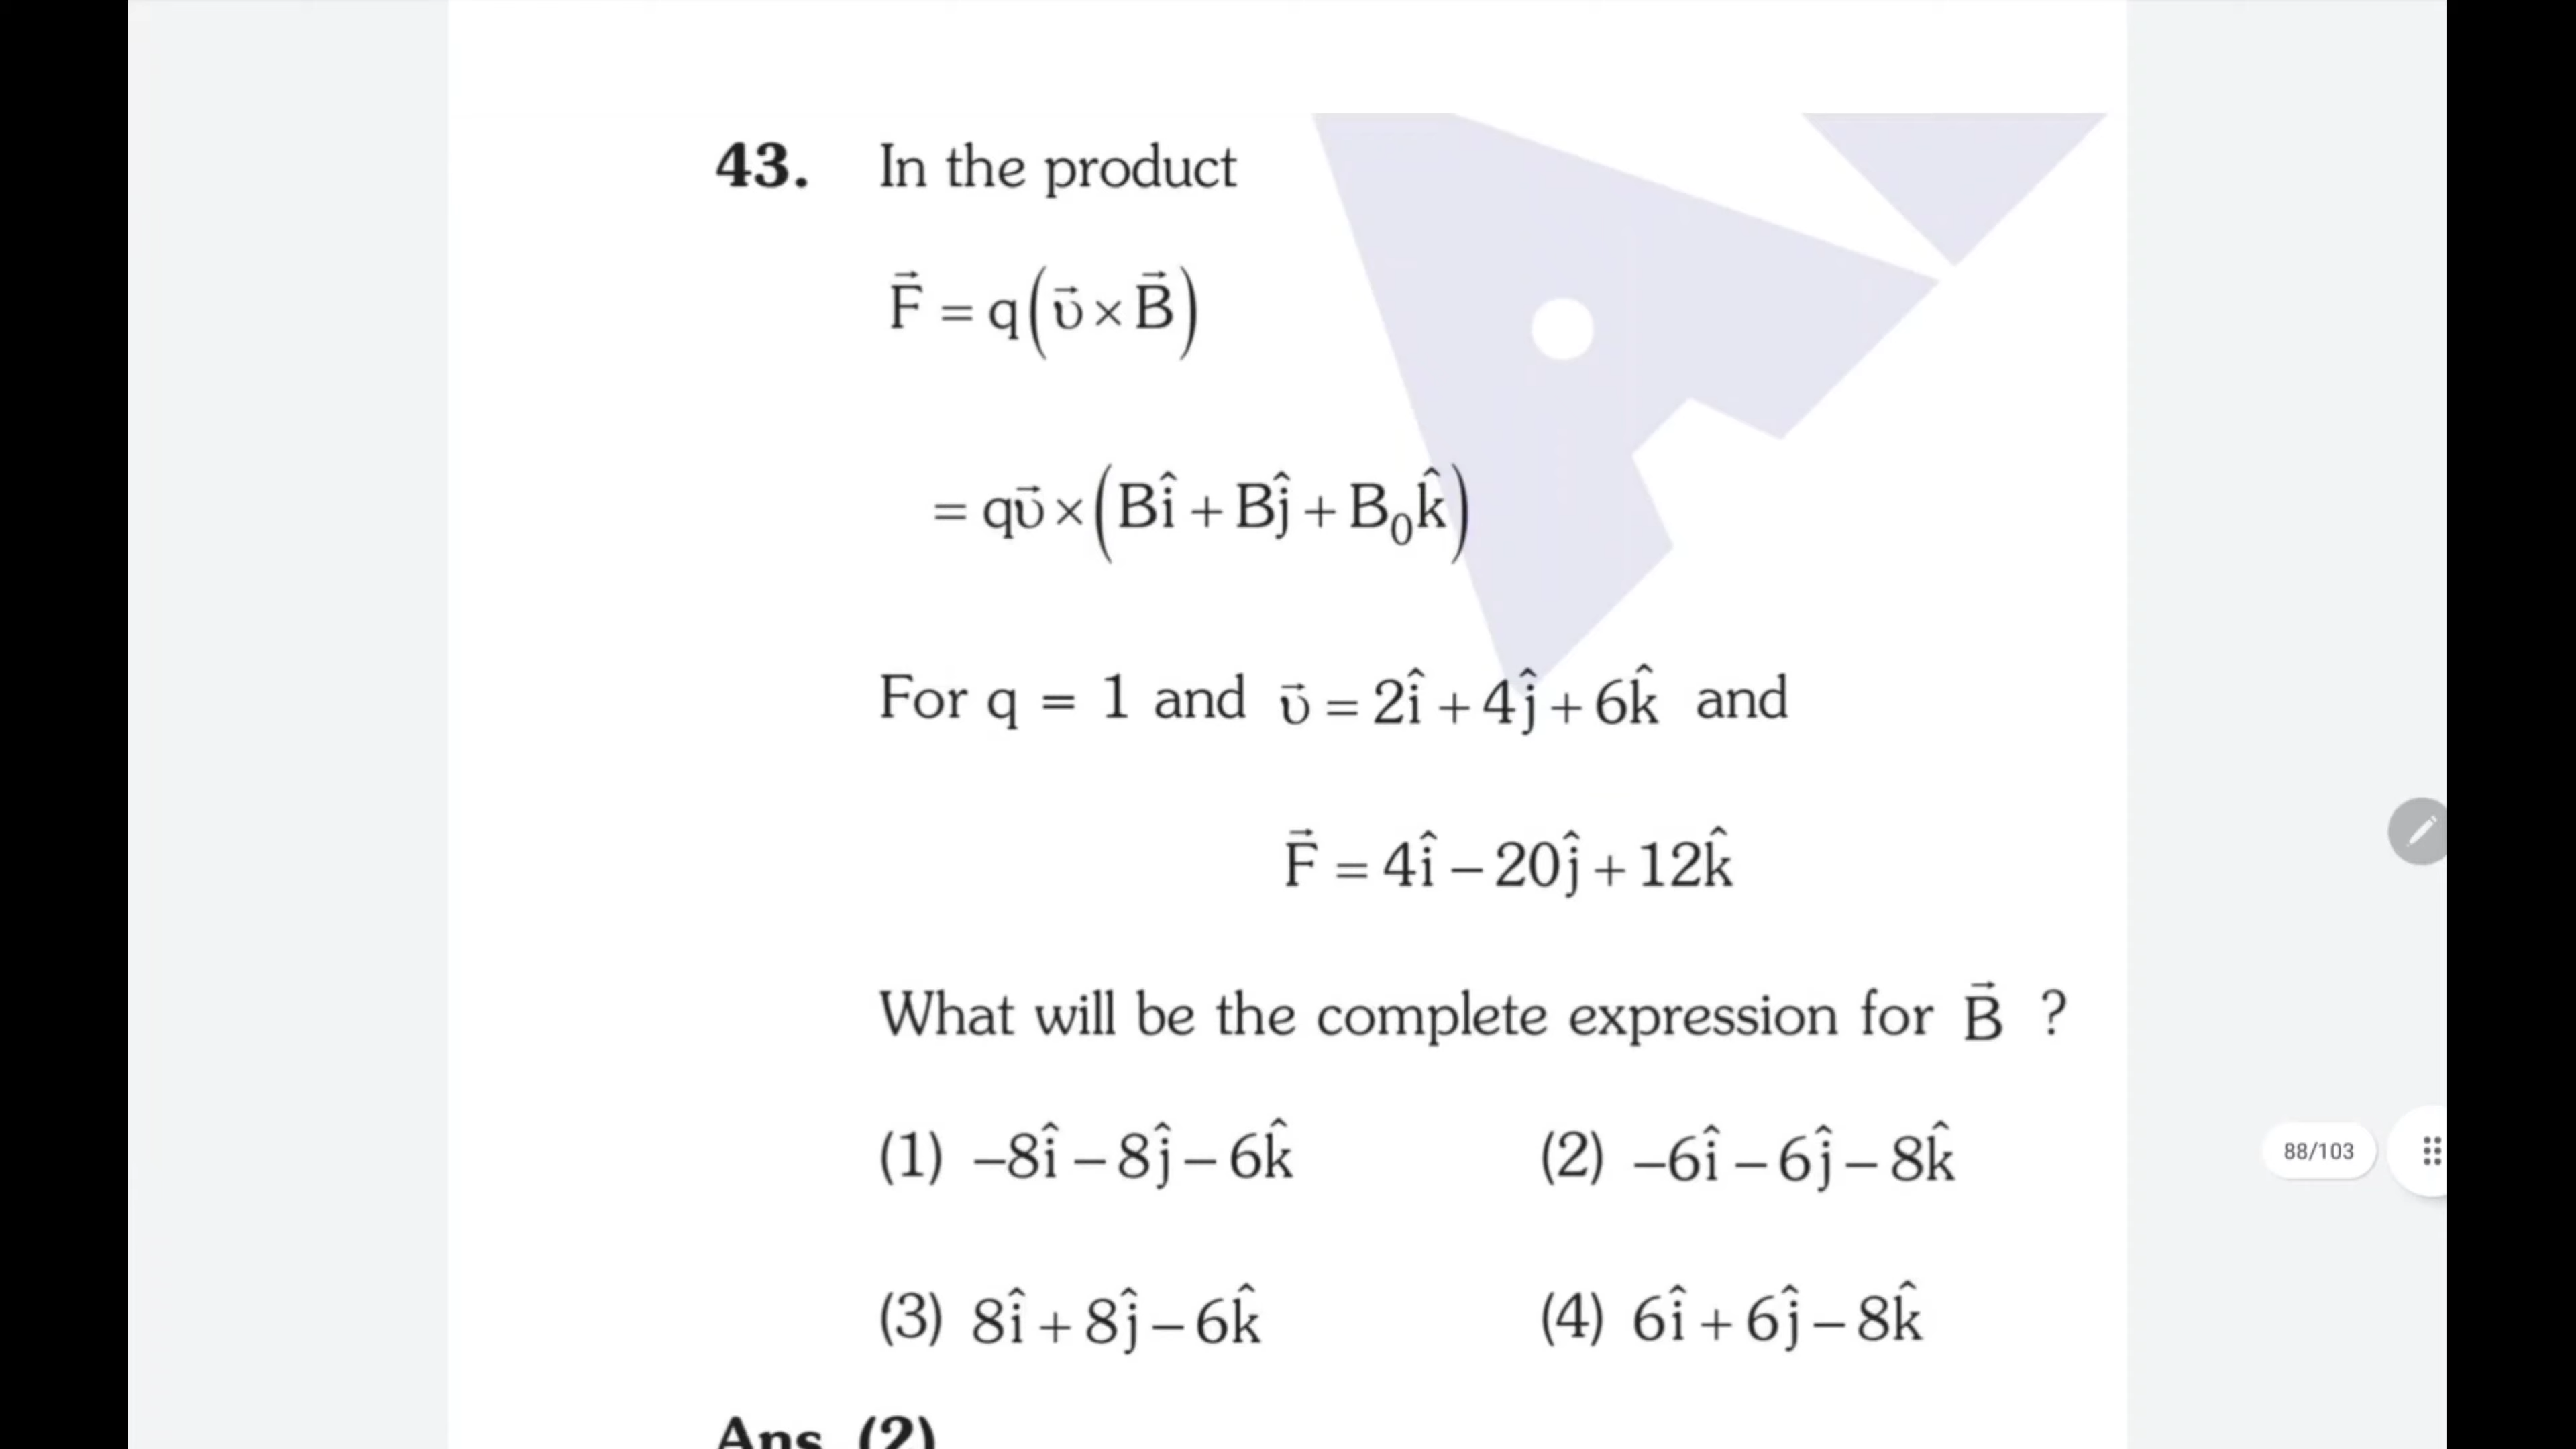 43. In the product
F⃗ = q(υ⃗ × B⃗)
= qυ⃗ × (Bî + Bĵ + B₀k̂)
For q = 1 and υ⃗ = 2î + 4ĵ + 6k̂ and
F⃗ = 4î − 20ĵ + 12k̂
What will be the complete expression for B⃗ ?
(1) −8î − 8ĵ − 6k̂ (2) −6î − 6ĵ − 8k̂
(3) 8î + 8ĵ − 6k̂ (4) 6î + 6ĵ − 8k̂
Ans. (2)
88/103